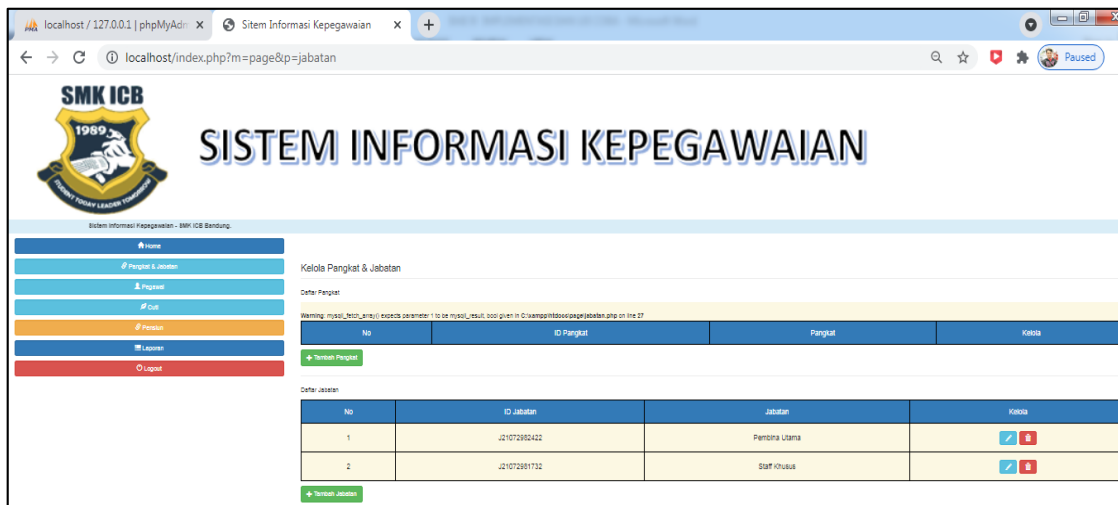 localhost / 127.0.0.1 | phpMyAdm
Sitem Informasi Kepegawaian
localhost/index.php?m=page&p=jabatan
Paused
SMK ICB
1989
STUDENT TODAY LEADER TOMORROW
SISTEM INFORMASI KEPEGAWAIAN
Sistem Informasi Kepegawaian - SMK ICB Bandung.
Home
Pangkat & Jabatan
Pegawai
Cuti
Pensiun
Laporan
Logout
Kelola Pangkat & Jabatan
Daftar Pangkat
Warning: mysqli_fetch_array() expects parameter 1 to be mysqli_result, bool given in C:\xampp\htdocs\page\jabatan.php on line 27
No ID Pangkat Pangkat Kelola
+ Tambah Pangkat
Daftar Jabatan
No ID Jabatan Jabatan Kelola
1 J21072982422 Pembina Utama
2 J21072981732 Staff Khusus
+ Tambah Jabatan